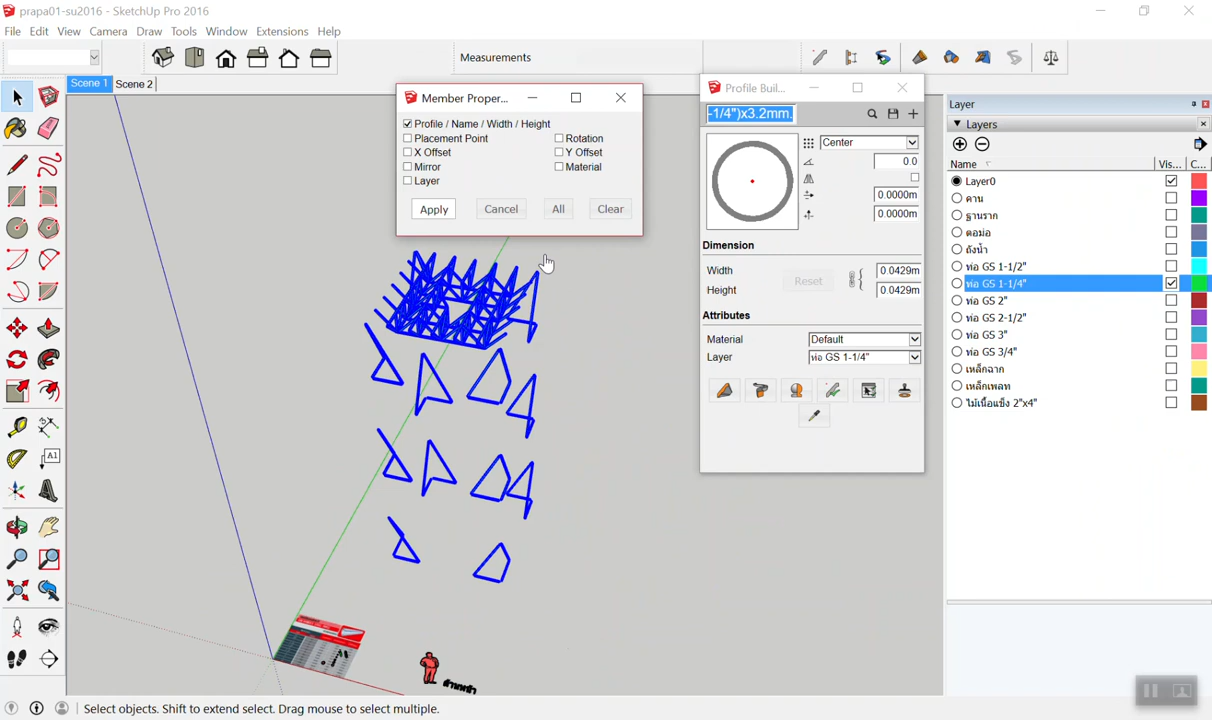 prapa01-su2016 - SketchUp Pro 2016
File Edit View Camera Draw Tools Window Extensions Help
Measurements
Scene 1 Scene 2
Member Proper...
Profile / Name / Width / Height
Placement Point Rotation
X Offset Y Offset
Mirror Material
Layer
Apply Cancel All Clear
Profile Buil...
-1/4")x3.2mm.
Center
0.0
0.0000m
0.0000m
Dimension
Width 0.0429m
Reset
Height 0.0429m
Attributes
Material Default
Layer ท่อ GS 1-1/4"
Layer
Layers
Name Vis... C...
Layer0
คาน
ฐานราก
ตอม่อ
ถังน้ำ
ท่อ GS 1-1/2"
ท่อ GS 1-1/4"
ท่อ GS 2"
ท่อ GS 2-1/2"
ท่อ GS 3"
ท่อ GS 3/4"
เหล็กฉาก
เหล็กเพลท
ไม้เนื้อแข็ง 2"x4"
A1
Select objects. Shift to extend select. Drag mouse to select multiple.